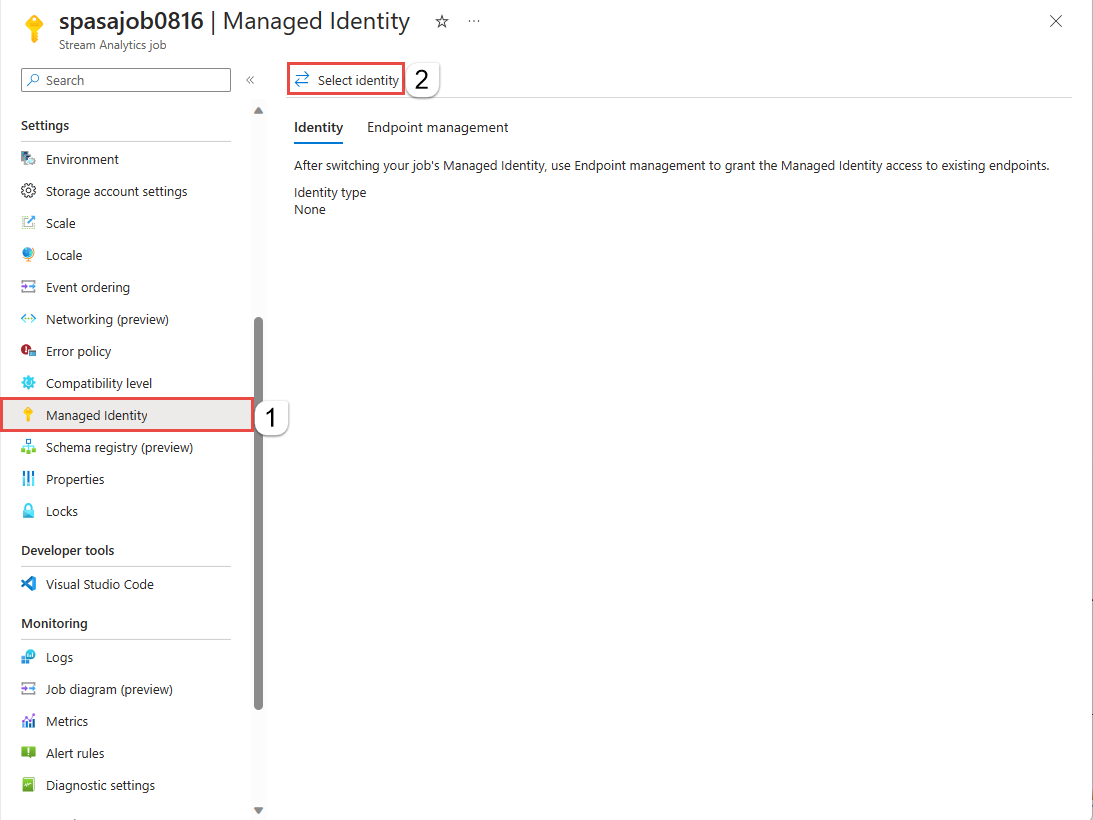 spasajob0816 | Managed Identity
Stream Analytics job
Search
Settings
Environment
Storage account settings
Scale
Locale
Event ordering
Networking (preview)
Error policy
Compatibility level
Managed Identity
1
Schema registry (preview)
Properties
Locks
Developer tools
Visual Studio Code
Monitoring
Logs
Job diagram (preview)
Metrics
Alert rules
Diagnostic settings
Select identity
2
Identity Endpoint management
After switching your job's Managed Identity, use Endpoint management to grant the Managed Identity access to existing endpoints.
Identity type
None